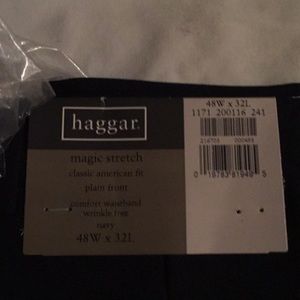 haggar.
magic stretch
classic american fit
plain front
comfort waistband
wrinkle free
navy
48W x 32L
48W x 32L
1171 200116 241